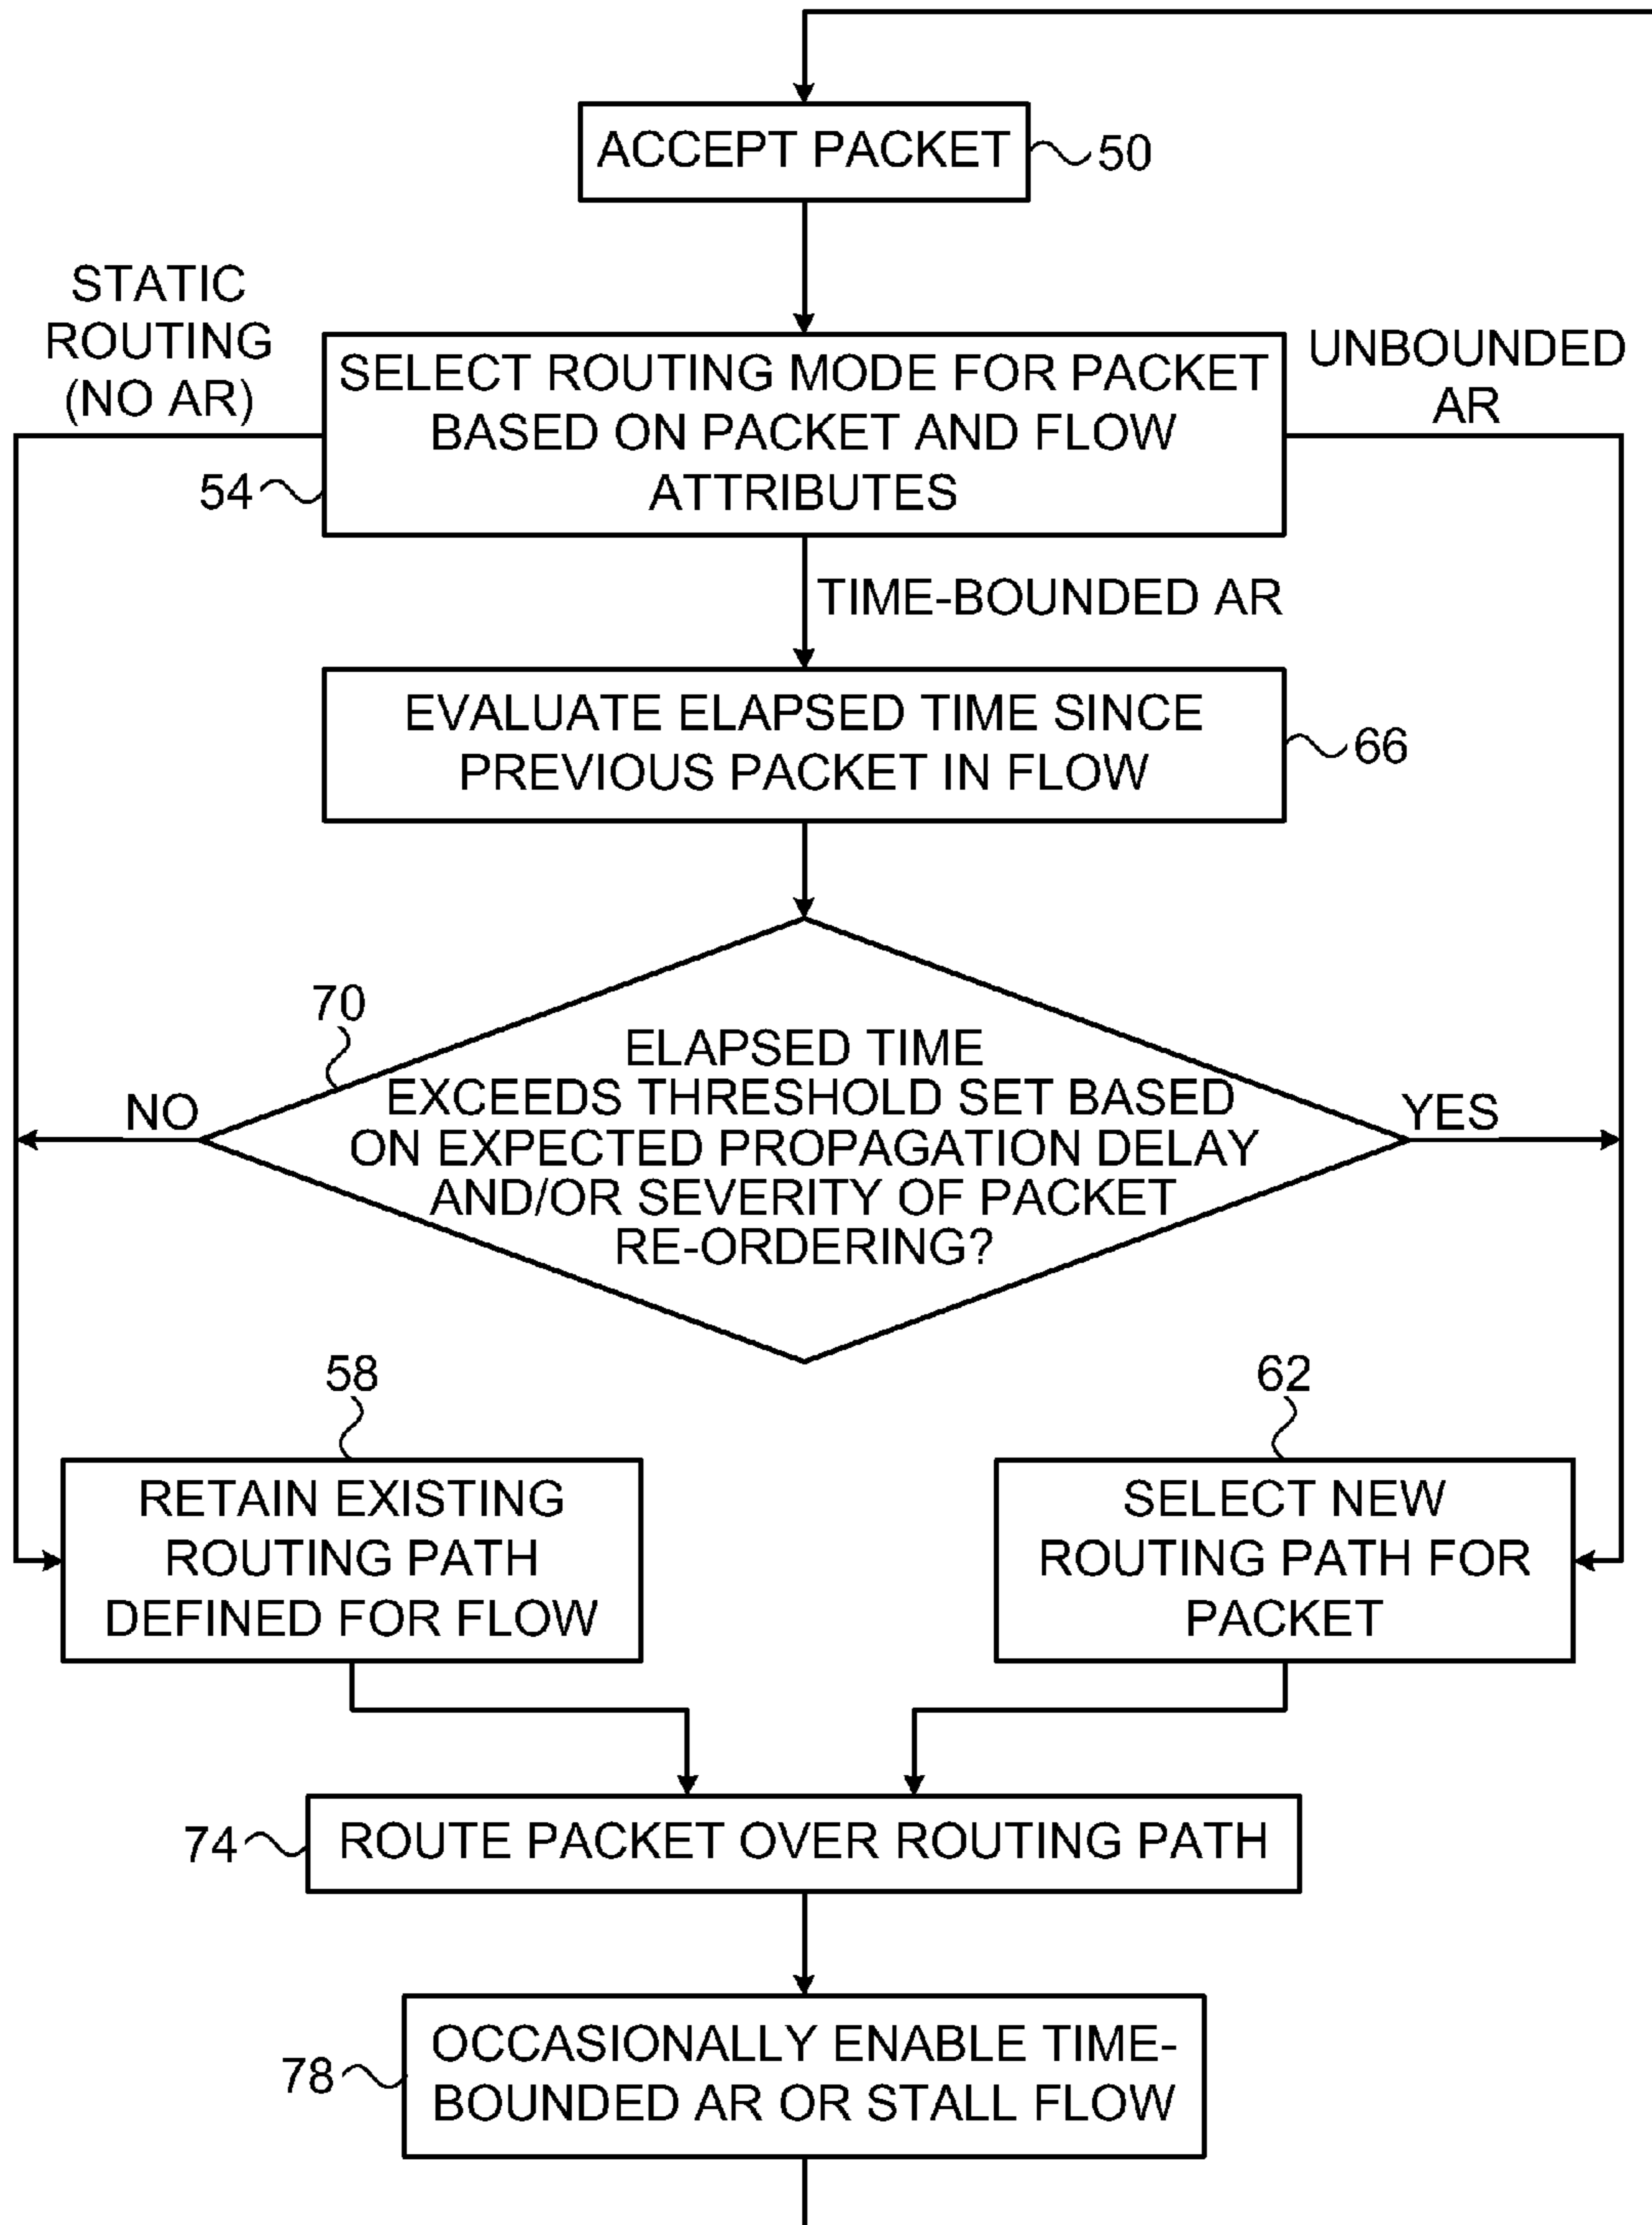 ACCEPT PACKET
50
STATIC
ROUTING
(NO AR)
SELECT ROUTING MODE FOR PACKET
BASED ON PACKET AND FLOW
ATTRIBUTES
UNBOUNDED
AR
54
TIME-BOUNDED AR
EVALUATE ELAPSED TIME SINCE
PREVIOUS PACKET IN FLOW
66
70
ELAPSED TIME
EXCEEDS THRESHOLD SET BASED
ON EXPECTED PROPAGATION DELAY
AND/OR SEVERITY OF PACKET
RE-ORDERING?
NO
YES
58
RETAIN EXISTING
ROUTING PATH
DEFINED FOR FLOW
62
SELECT NEW
ROUTING PATH FOR
PACKET
74
ROUTE PACKET OVER ROUTING PATH
78
OCCASIONALLY ENABLE TIME-
BOUNDED AR OR STALL FLOW